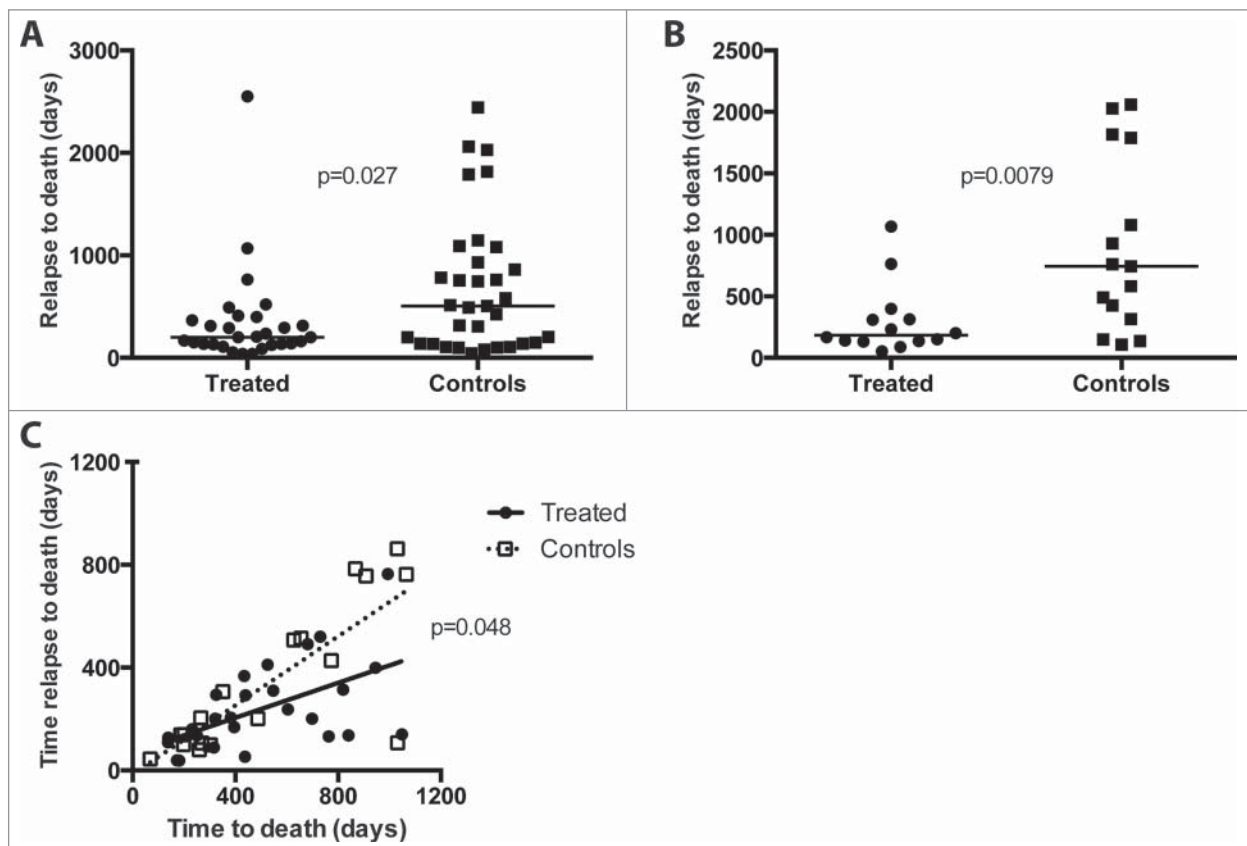 A
Relapse to death (days)
3000
2000
1000
0
p=0.027
Treated Controls
B
Relapse to death (days)
2500
2000
1500
1000
500
0
p=0.0079
Treated Controls
C
Time relapse to death (days)
1200
800
400
0
Treated
Controls
p=0.048
0 400 800 1200
Time to death (days)